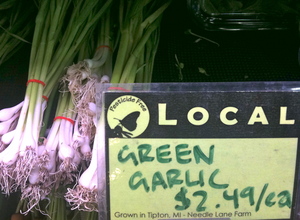 Pesticide Free
LOCAL
GREEN
GARLIC
$2.49/ea
Grown in Tipton, MI - Needle Lane Farm